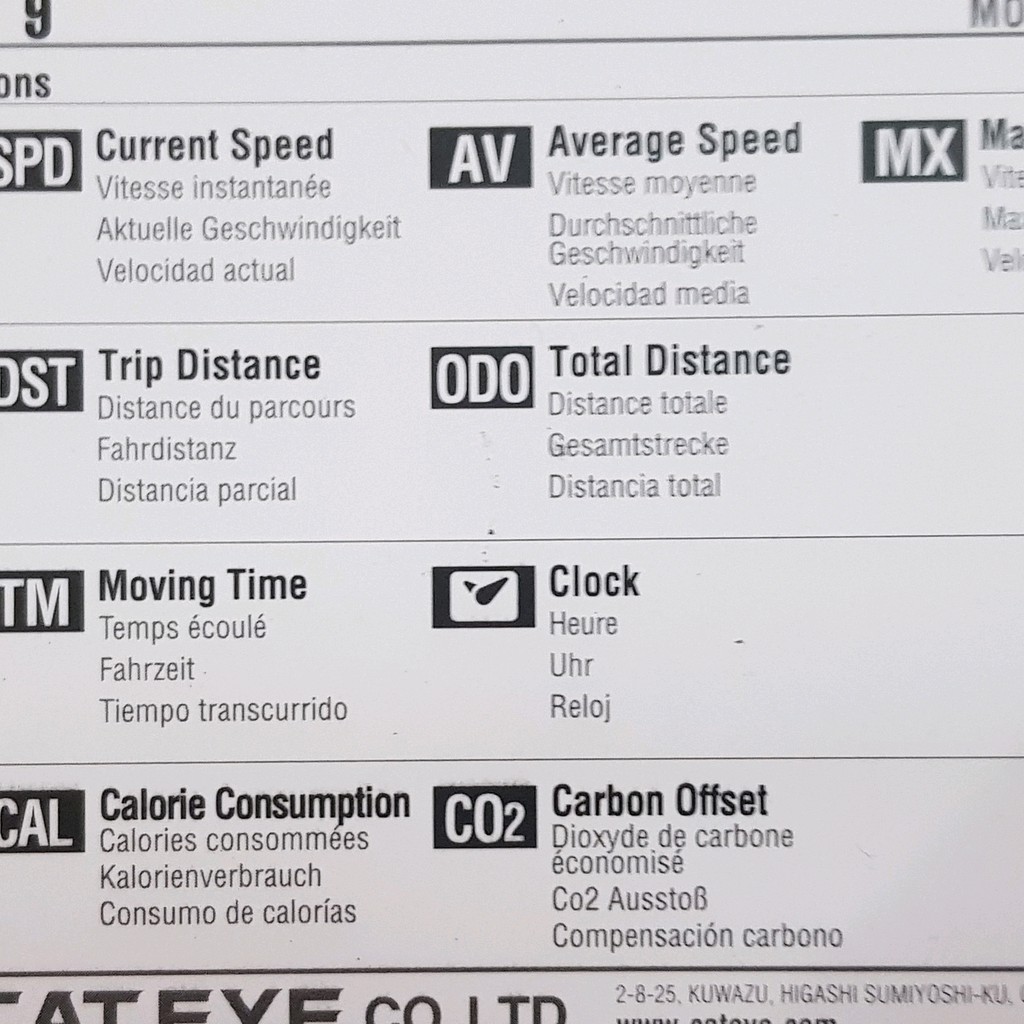 9
SPD Current Speed
Vitesse instantanée
Aktuelle Geschwindigkeit
Velocidad actual
AV Average Speed
Vitesse moyenne
Durchschnittliche
Geschwindigkeit
Velocidad media
MX
DST Trip Distance
Distance du parcours
Fahrdistanz
Distancia parcial
ODO Total Distance
Distance totale
Gesamtstrecke
Distancia total
TM Moving Time
Temps écoulé
Fahrzeit
Tiempo transcurrido
Clock
Heure
Uhr
Reloj
CAL Calorie Consumption
Calories consommées
Kalorienverbrauch
Consumo de calorías
CO2 Carbon Offset
Dioxyde de carbone
économisé
Co2 Ausstoß
Compensación carbono
CATEYE CO., LTD.
2-8-25, KUWAZU, HIGASHI SUMIYOSHI-KU,
www.cateye.com